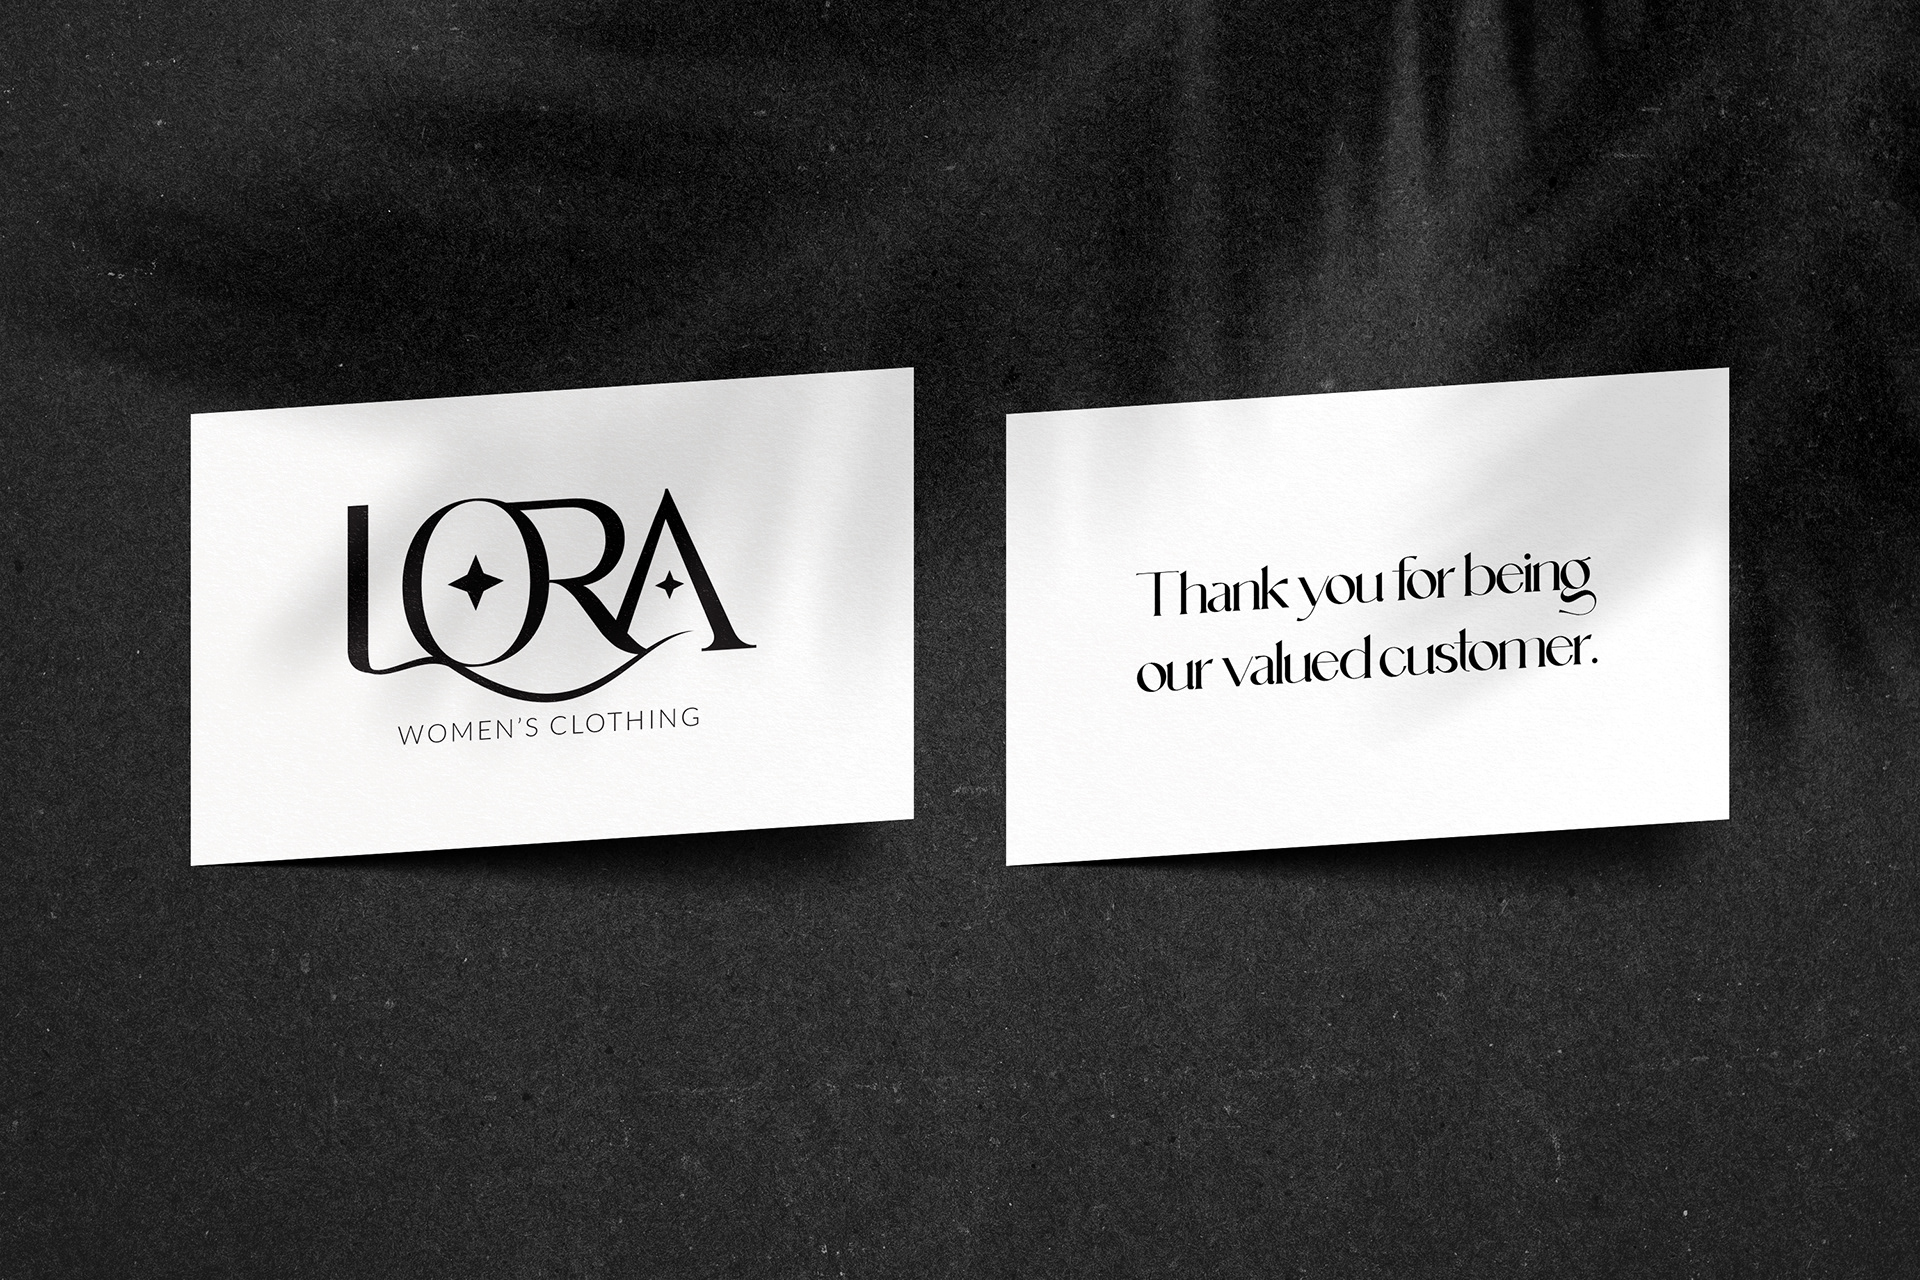 LORA
WOMEN'S CLOTHING
Thank you for being
our valued customer.